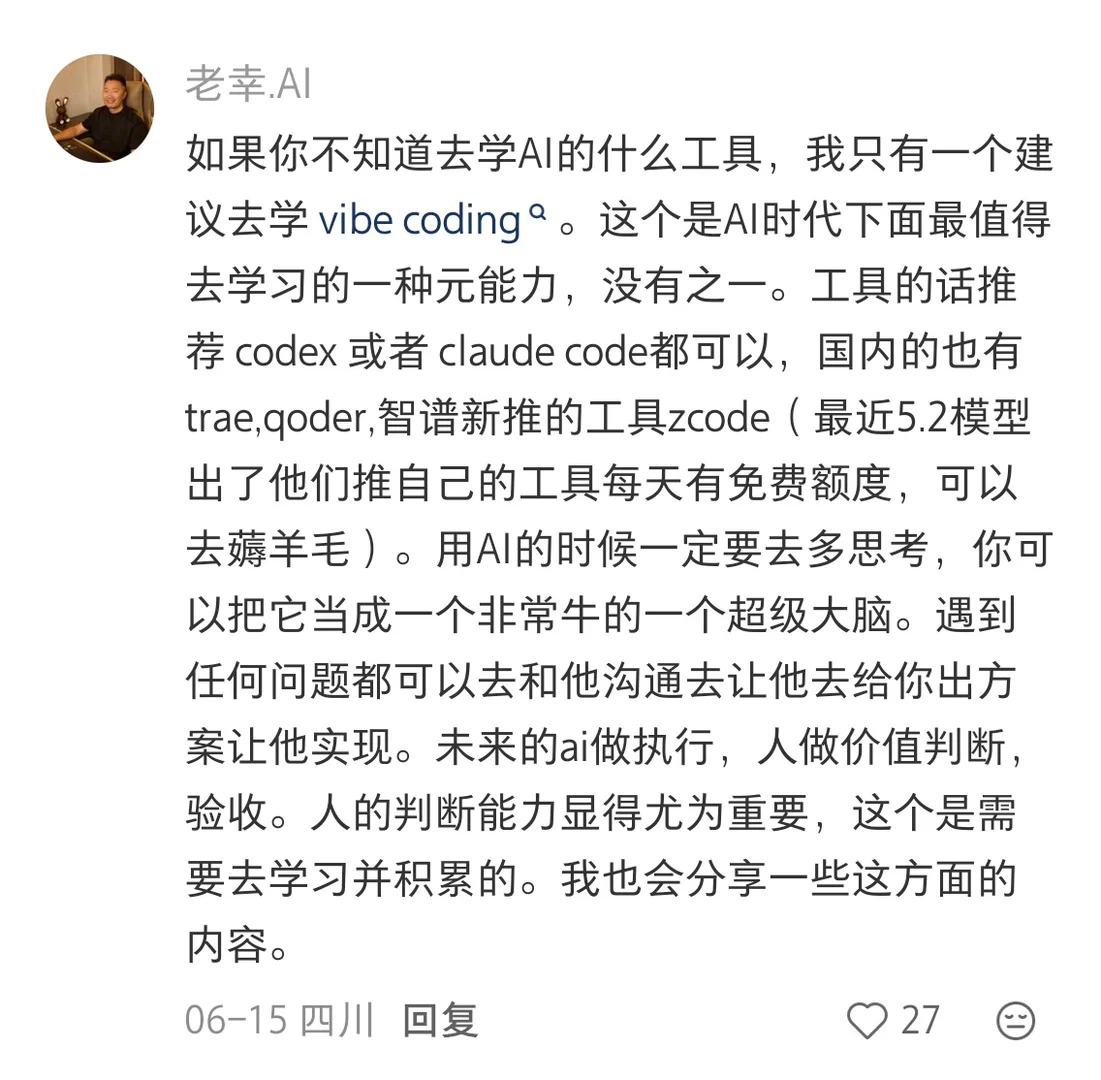 老幸.AI
如果你不知道去学AI的什么工具，我只有一个建
议去学 vibe coding 。这个是AI时代下面最值得
去学习的一种元能力，没有之一。工具的话推
荐 codex 或者 claude code都可以，国内的也有
trae,qoder,智谱新推的工具zcode（最近5.2模型
出了他们推自己的工具每天有免费额度，可以
去薅羊毛）。用AI的时候一定要去多思考，你可
以把它当成一个非常牛的一个超级大脑。遇到
任何问题都可以去和他沟通去让他去给你出方
案让他实现。未来的ai做执行，人做价值判断，
验收。人的判断能力显得尤为重要，这个是需
要去学习并积累的。我也会分享一些这方面的
内容。
06-15 四川 回复 27